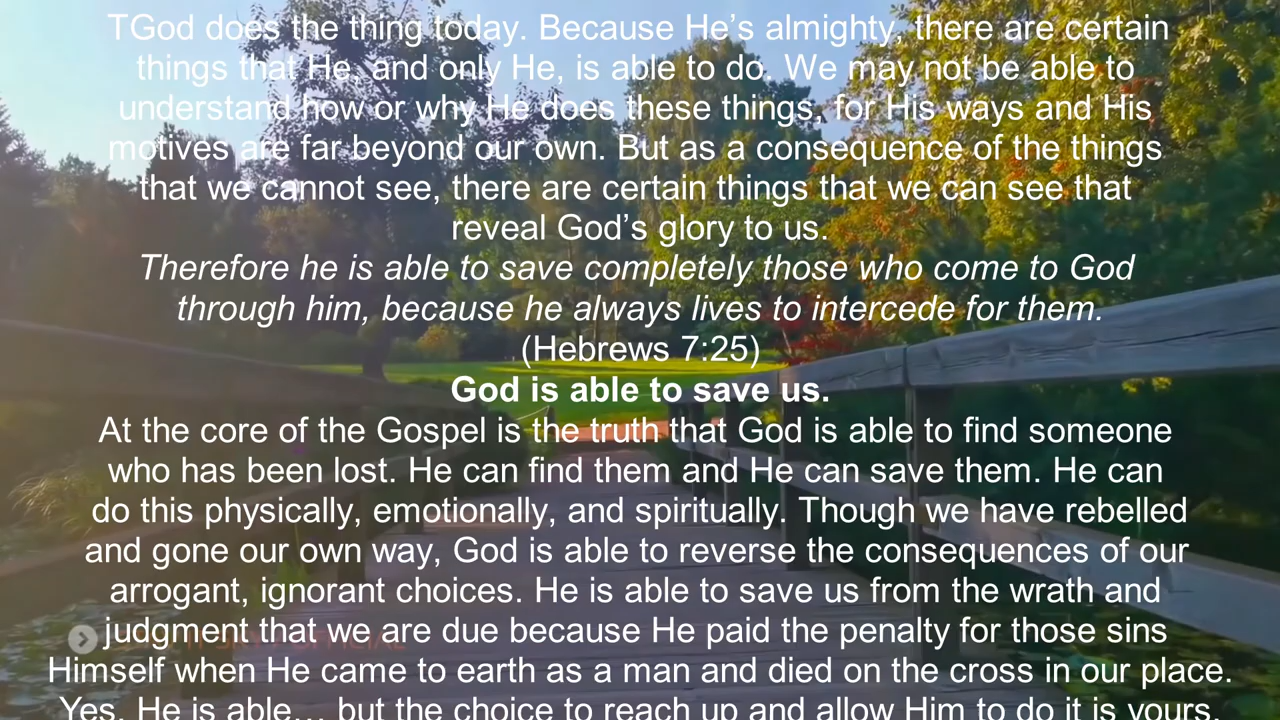 TGod does the thing today. Because He’s almighty, there are certain
things that He, and only He, is able to do. We may not be able to
understand how or why He does these things, for His ways and His
motives are far beyond our own. But as a consequence of the things
that we cannot see, there are certain things that we can see that
reveal God’s glory to us.
Therefore he is able to save completely those who come to God
through him, because he always lives to intercede for them.
(Hebrews 7:25)
God is able to save us.
At the core of the Gospel is the truth that God is able to find someone
who has been lost. He can find them and He can save them. He can
do this physically, emotionally, and spiritually. Though we have rebelled
and gone our own way, God is able to reverse the consequences of our
arrogant, ignorant choices. He is able to save us from the wrath and
judgment that we are due because He paid the penalty for those sins
Himself when He came to earth as a man and died on the cross in our place.
Yes, He is able… but the choice to reach up and allow Him to do it is yours